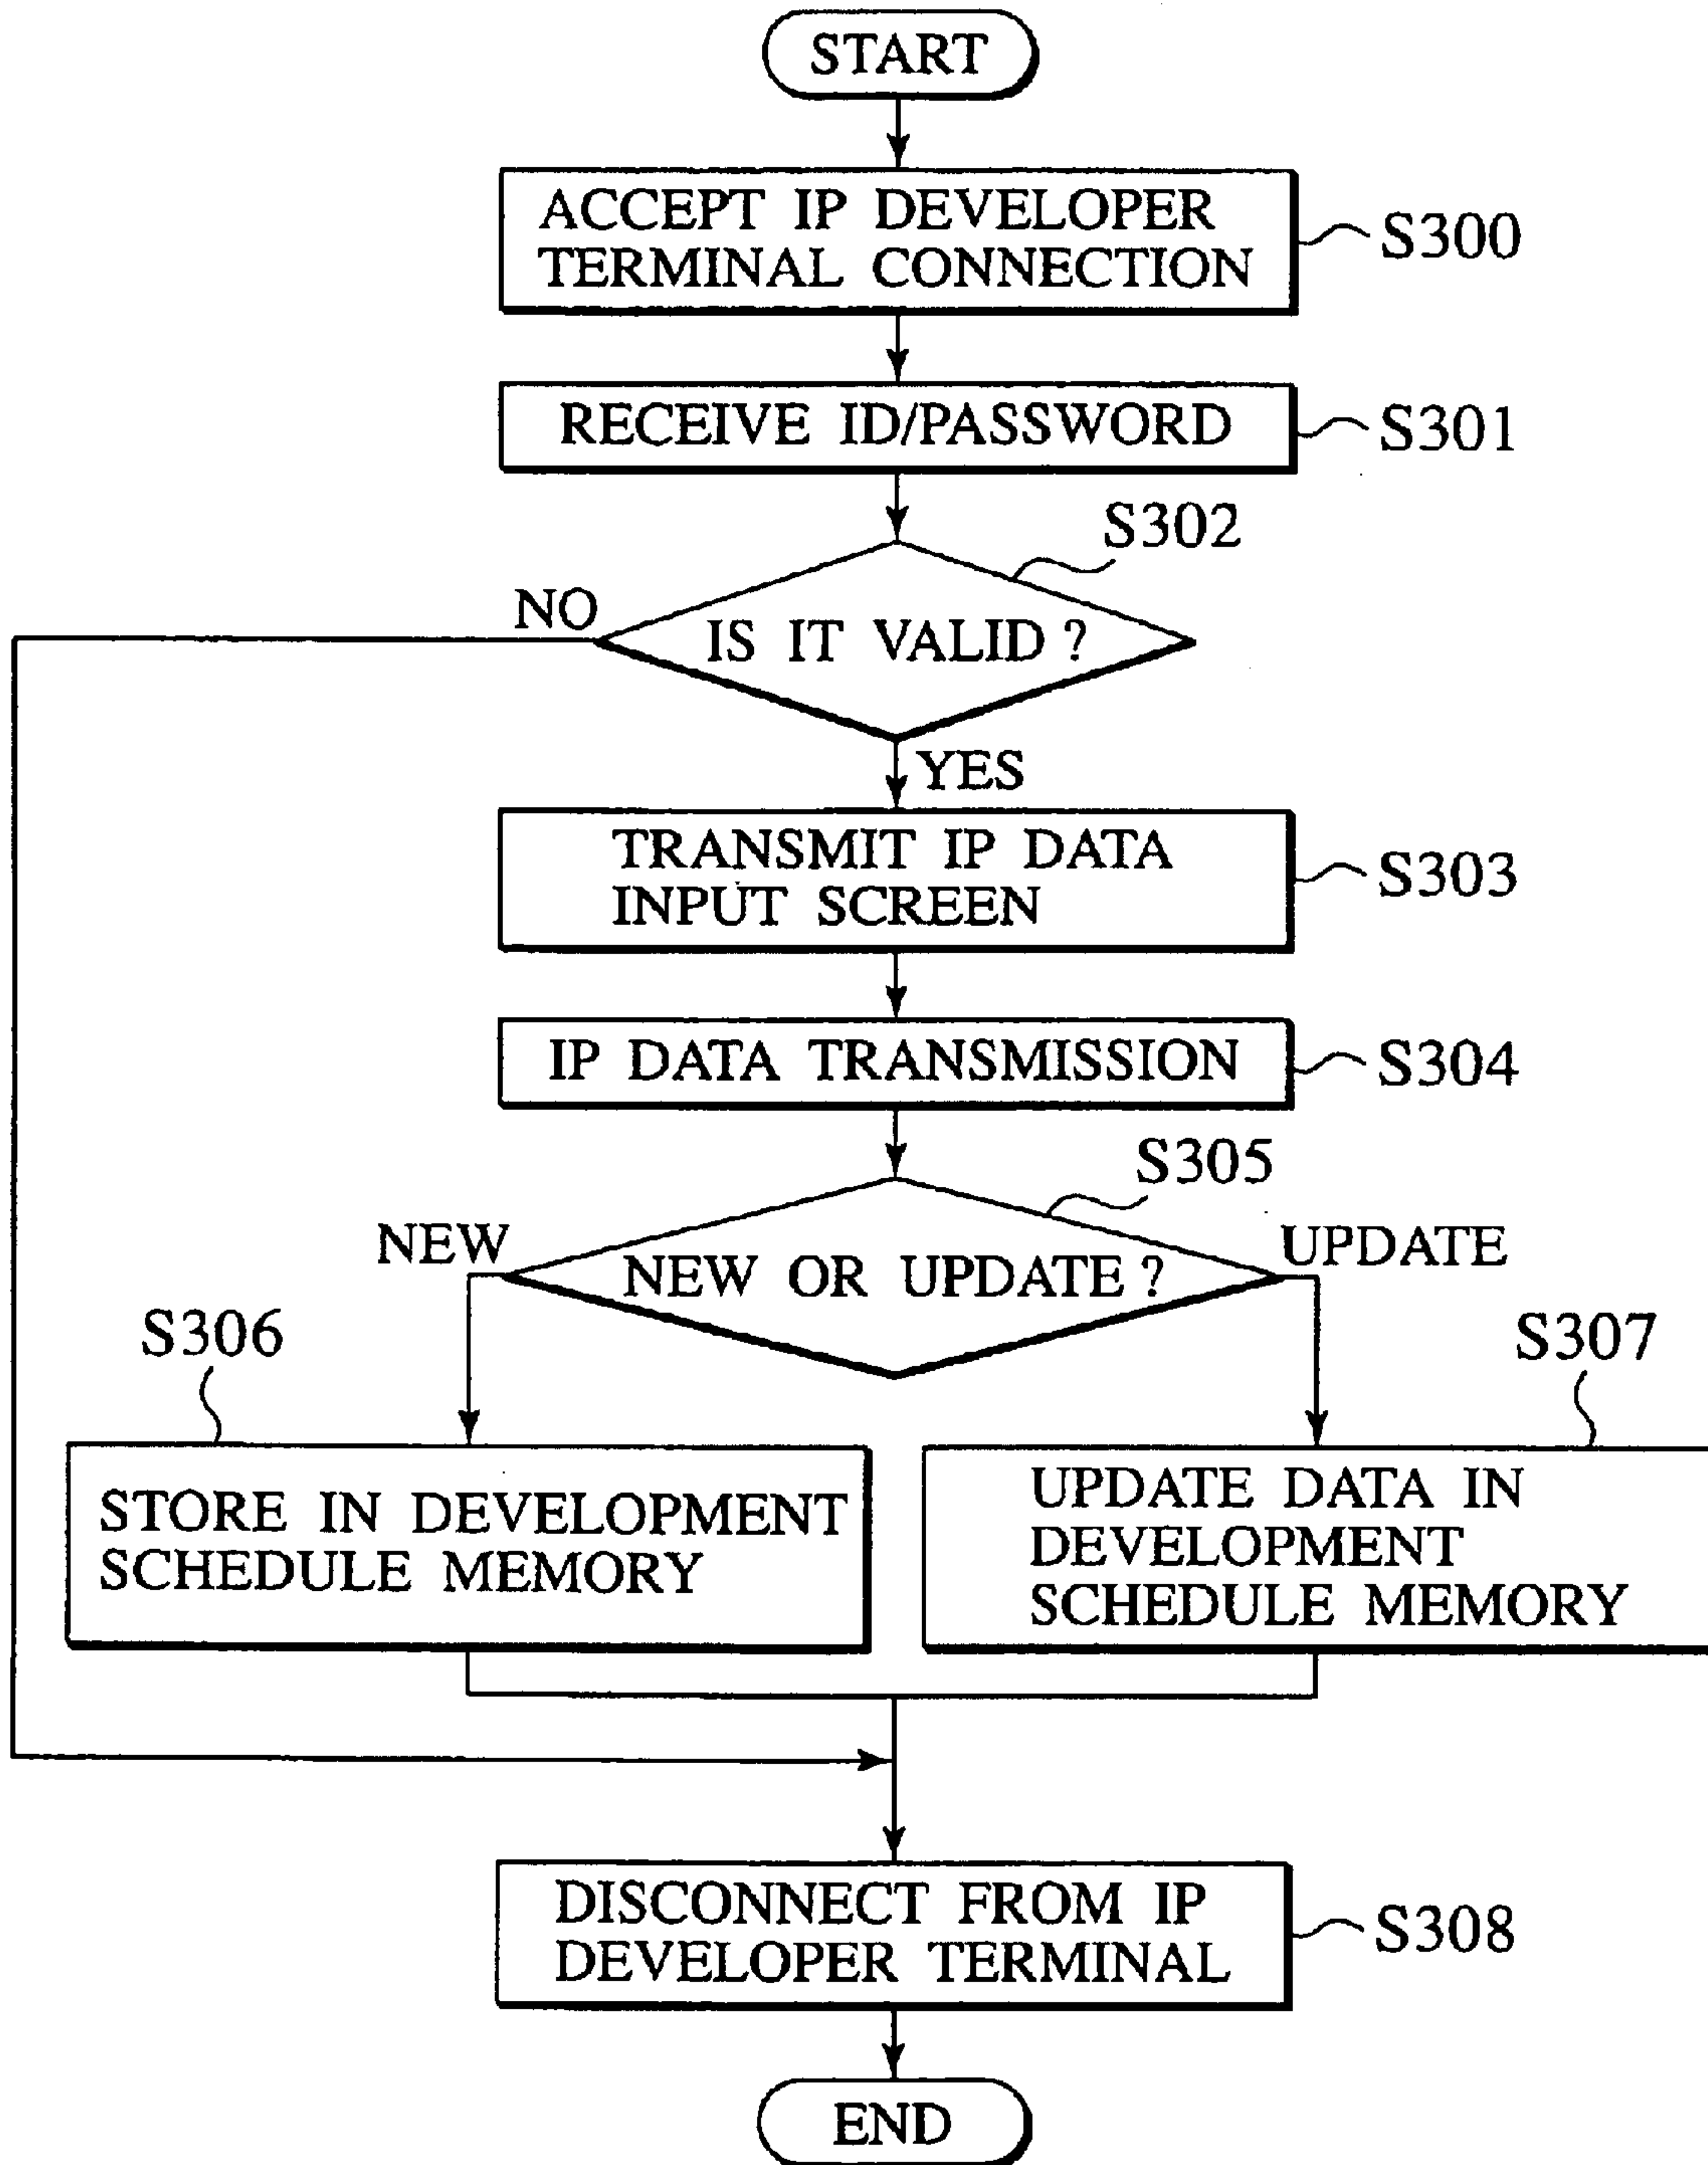 START
ACCEPT IP DEVELOPER
TERMINAL CONNECTION
S300
RECEIVE ID/PASSWORD
S301
S302
NO
IS IT VALID ?
YES
TRANSMIT IP DATA
INPUT SCREEN
S303
IP DATA TRANSMISSION
S304
S305
NEW
NEW OR UPDATE ?
UPDATE
S306
S307
STORE IN DEVELOPMENT
SCHEDULE MEMORY
UPDATE DATA IN
DEVELOPMENT
SCHEDULE MEMORY
DISCONNECT FROM IP
DEVELOPER TERMINAL
S308
END